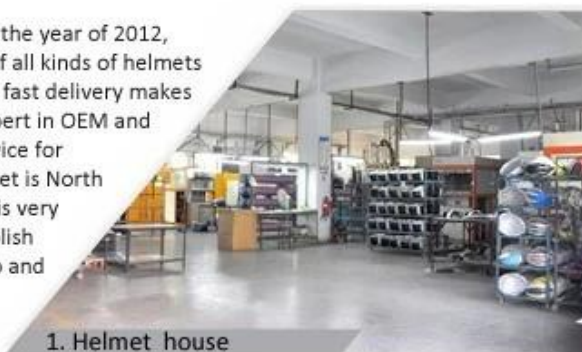 the year of 2012,
f all kinds of helmets
fast delivery makes
pert in OEM and
vice for
et is North
is very
lish
and
1. Helmet house